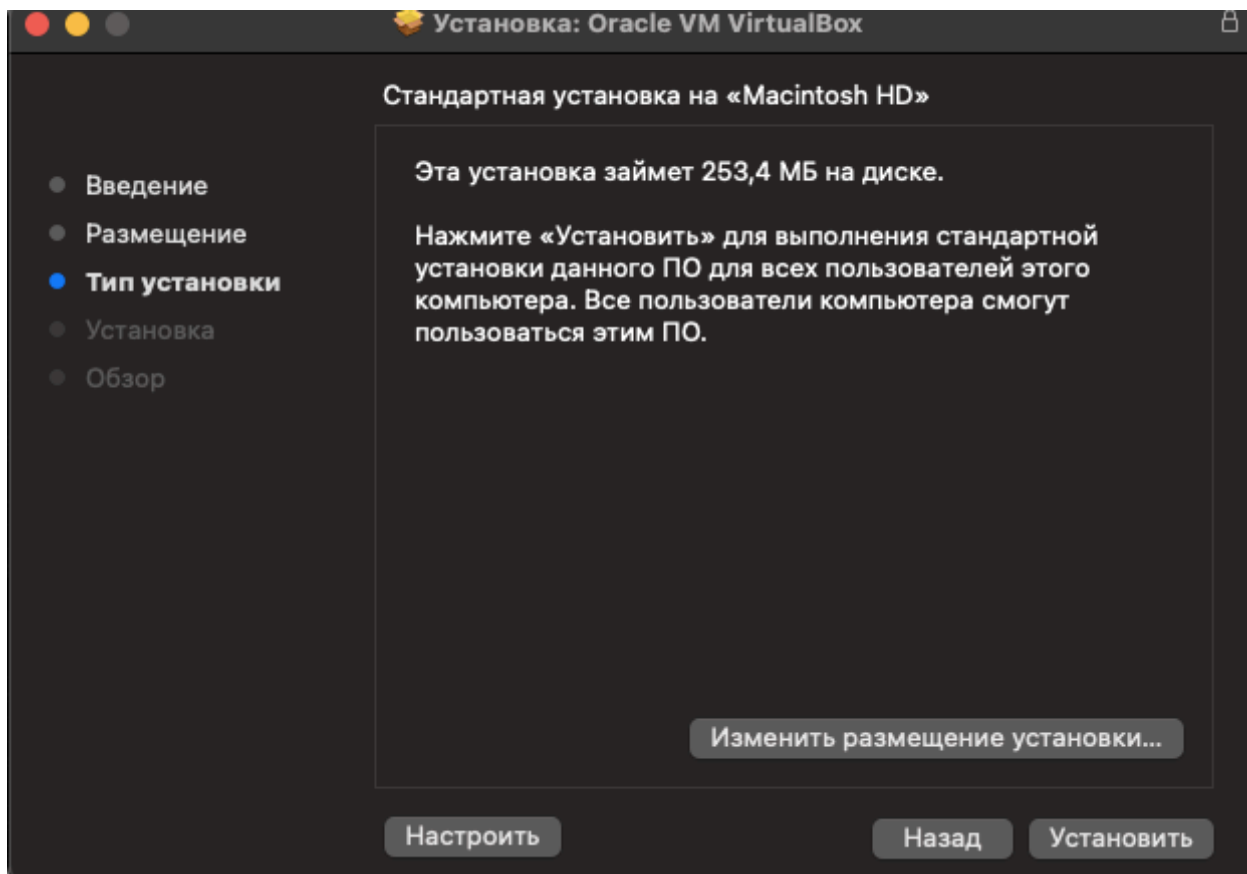 Установка: Oracle VM VirtualBox
Стандартная установка на «Macintosh HD»
Введение
Размещение
Тип установки
Установка
Обзор
Эта установка займет 253,4 МБ на диске.
Нажмите «Установить» для выполнения стандартной
установки данного ПО для всех пользователей этого
компьютера. Все пользователи компьютера смогут
пользоваться этим ПО.
Изменить размещение установки...
Настроить
Назад
Установить